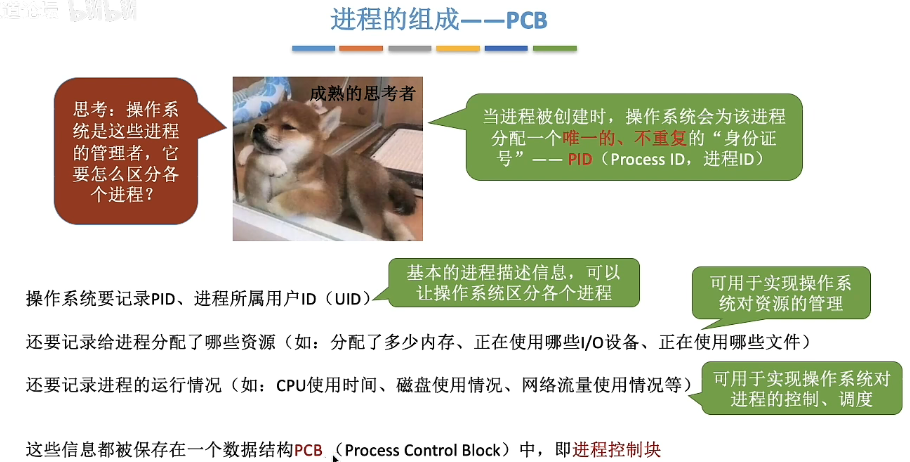 进程的组成——PCB
思考：操作系
统是这些进程
的管理者，它
要怎么区分各
个进程？
成熟的思考者
当进程被创建时，操作系统会为该进程
分配一个唯一的、不重复的“身份证
号”—— PID（Process ID，进程ID）
基本的进程描述信息，可以
让操作系统区分各个进程
操作系统要记录PID、进程所属用户ID（UID）
可用于实现操作系
统对资源的管理
还要记录给进程分配了哪些资源（如：分配了多少内存、正在使用哪些I/O设备、正在使用哪些文件）
还要记录进程的运行情况（如：CPU使用时间、磁盘使用情况、网络流量使用情况等）
可用于实现操作系统对
进程的控制、调度
这些信息都被保存在一个数据结构PCB （Process Control Block）中，即进程控制块